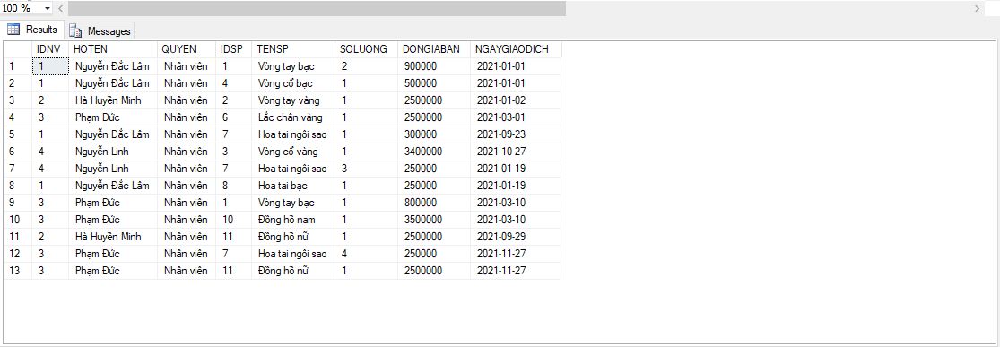 100 %
Results Messages
IDNV HOTEN QUYEN IDSP TENSP SOLUONG DONGIABAN NGAYGIAODICH
1 1 Nguyễn Đắc Lâm Nhân viên 1 Vòng tay bạc 2 900000 2021-01-01
2 1 Nguyễn Đắc Lâm Nhân viên 4 Vòng cổ bạc 1 500000 2021-01-01
3 2 Hà Huyền Minh Nhân viên 2 Vòng tay vàng 1 2500000 2021-01-02
4 3 Phạm Đức Nhân viên 6 Lắc chân vàng 1 2500000 2021-03-01
5 1 Nguyễn Đắc Lâm Nhân viên 7 Hoa tai ngôi sao 1 300000 2021-09-23
6 4 Nguyễn Linh Nhân viên 3 Vòng cổ vàng 1 3400000 2021-10-27
7 4 Nguyễn Linh Nhân viên 7 Hoa tai ngôi sao 3 250000 2021-01-19
8 1 Nguyễn Đắc Lâm Nhân viên 8 Hoa tai bạc 1 250000 2021-01-19
9 3 Phạm Đức Nhân viên 1 Vòng tay bạc 1 800000 2021-03-10
10 3 Phạm Đức Nhân viên 10 Đồng hồ nam 1 3500000 2021-03-10
11 2 Hà Huyền Minh Nhân viên 11 Đồng hồ nữ 1 2500000 2021-09-29
12 3 Phạm Đức Nhân viên 7 Hoa tai ngôi sao 4 250000 2021-11-27
13 3 Phạm Đức Nhân viên 11 Đồng hồ nữ 1 2500000 2021-11-27